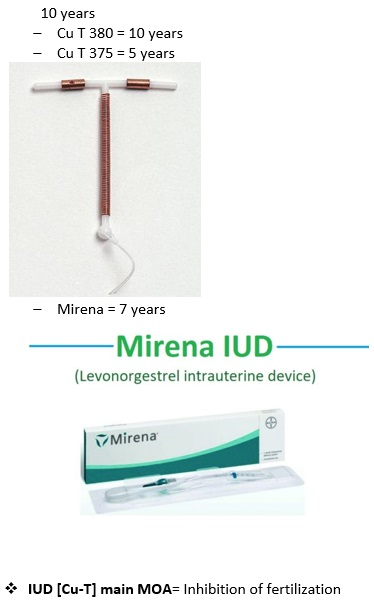 10 years
– Cu T 380 = 10 years
– Cu T 375 = 5 years
– Mirena = 7 years
Mirena IUD
(Levonorgestrel intrauterine device)
Mirena®
❖ IUD [Cu-T] main MOA= Inhibition of fertilization